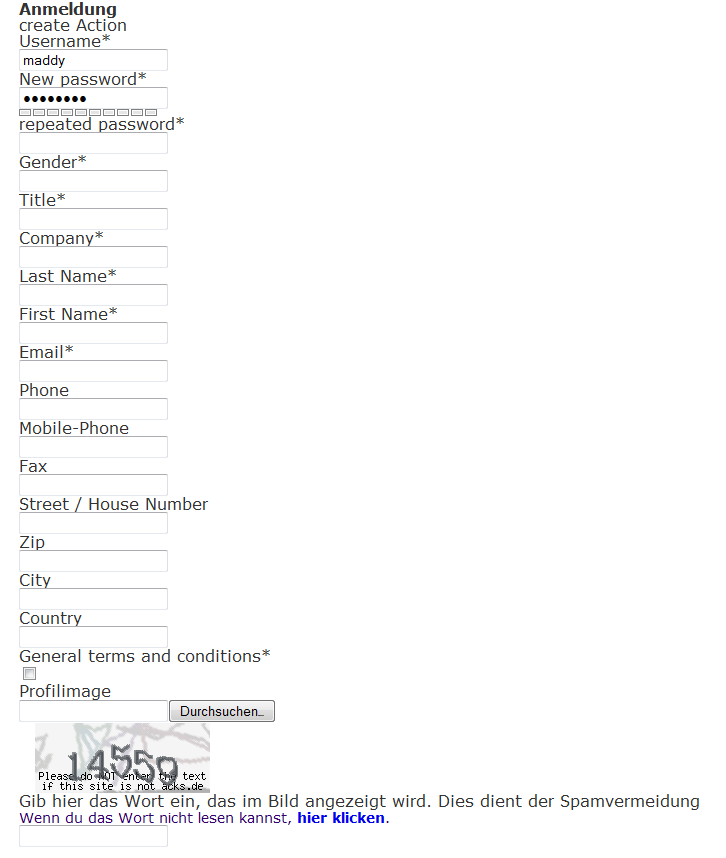 Anmeldung
create Action
Username*
maddy
New password*
••••••••
repeated password*
Gender*
Title*
Company*
Last Name*
First Name*
Email*
Phone
Mobile-Phone
Fax
Street / House Number
Zip
City
Country
General terms and conditions*
Profilimage
Durchsuchen...
Please do NOT enter the text
if this site is not acks.de
Gib hier das Wort ein, das im Bild angezeigt wird. Dies dient der Spamvermeidung
Wenn du das Wort nicht lesen kannst, hier klicken.